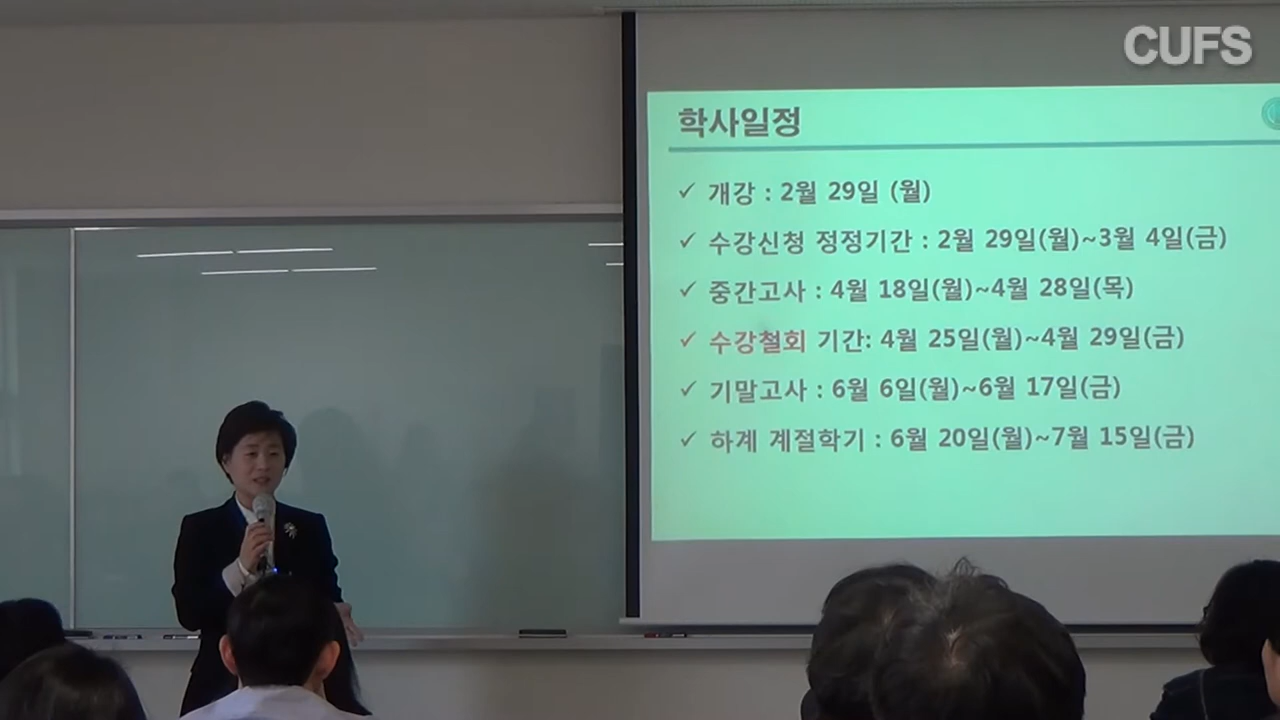 CUFS
학사일정
✓ 개강 : 2월 29일 (월)
✓ 수강신청 정정기간 : 2월 29일(월)~3월 4일(금)
✓ 중간고사 : 4월 18일(월)~4월 28일(목)
✓ 수강철회 기간: 4월 25일(월)~4월 29일(금)
✓ 기말고사 : 6월 6일(월)~6월 17일(금)
✓ 하계 계절학기 : 6월 20일(월)~7월 15일(금)